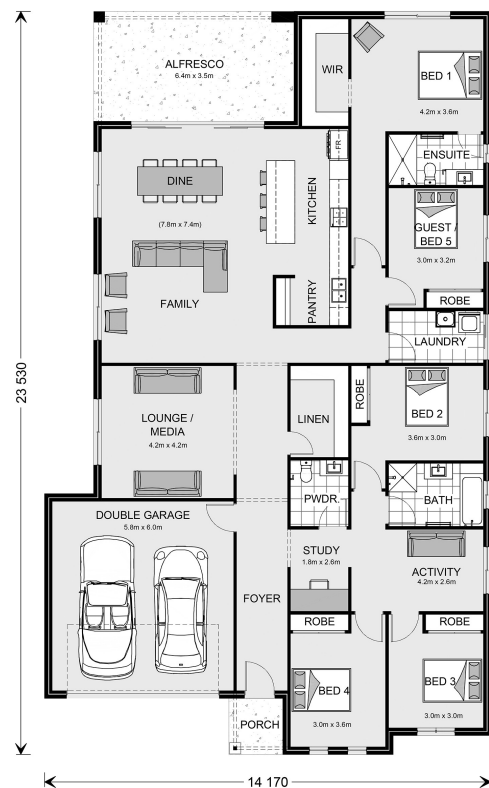 ALFRESCO
6.4m x 3.5m
WIR
BED 1
4.2m x 3.6m
FR
ENSUITE
DINE
(7.8m x 7.4m)
KITCHEN
GUEST /
BED 5
3.0m x 3.2m
ROBE
FAMILY
PANTRY
LAUNDRY
23 530
LOUNGE /
MEDIA
4.2m x 4.2m
LINEN
ROBE
BED 2
3.6m x 3.0m
PWDR.
BATH
DOUBLE GARAGE
5.8m x 6.0m
STUDY
1.8m x 2.6m
ACTIVITY
4.2m x 2.6m
FOYER
ROBE
ROBE
BED 4
3.0m x 3.6m
BED 3
3.0m x 3.0m
PORCH
14 170